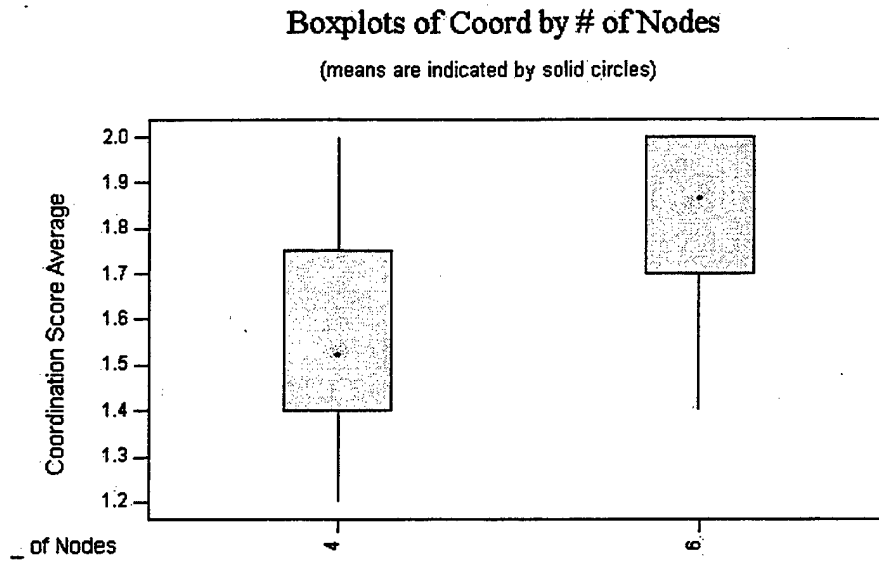 Boxplots of Coord by # of Nodes
(means are indicated by solid circles)
Coordination Score Average
2.0
1.9
1.8
1.7
1.6
1.5
1.4
1.3
1.2
_ of Nodes
4
6